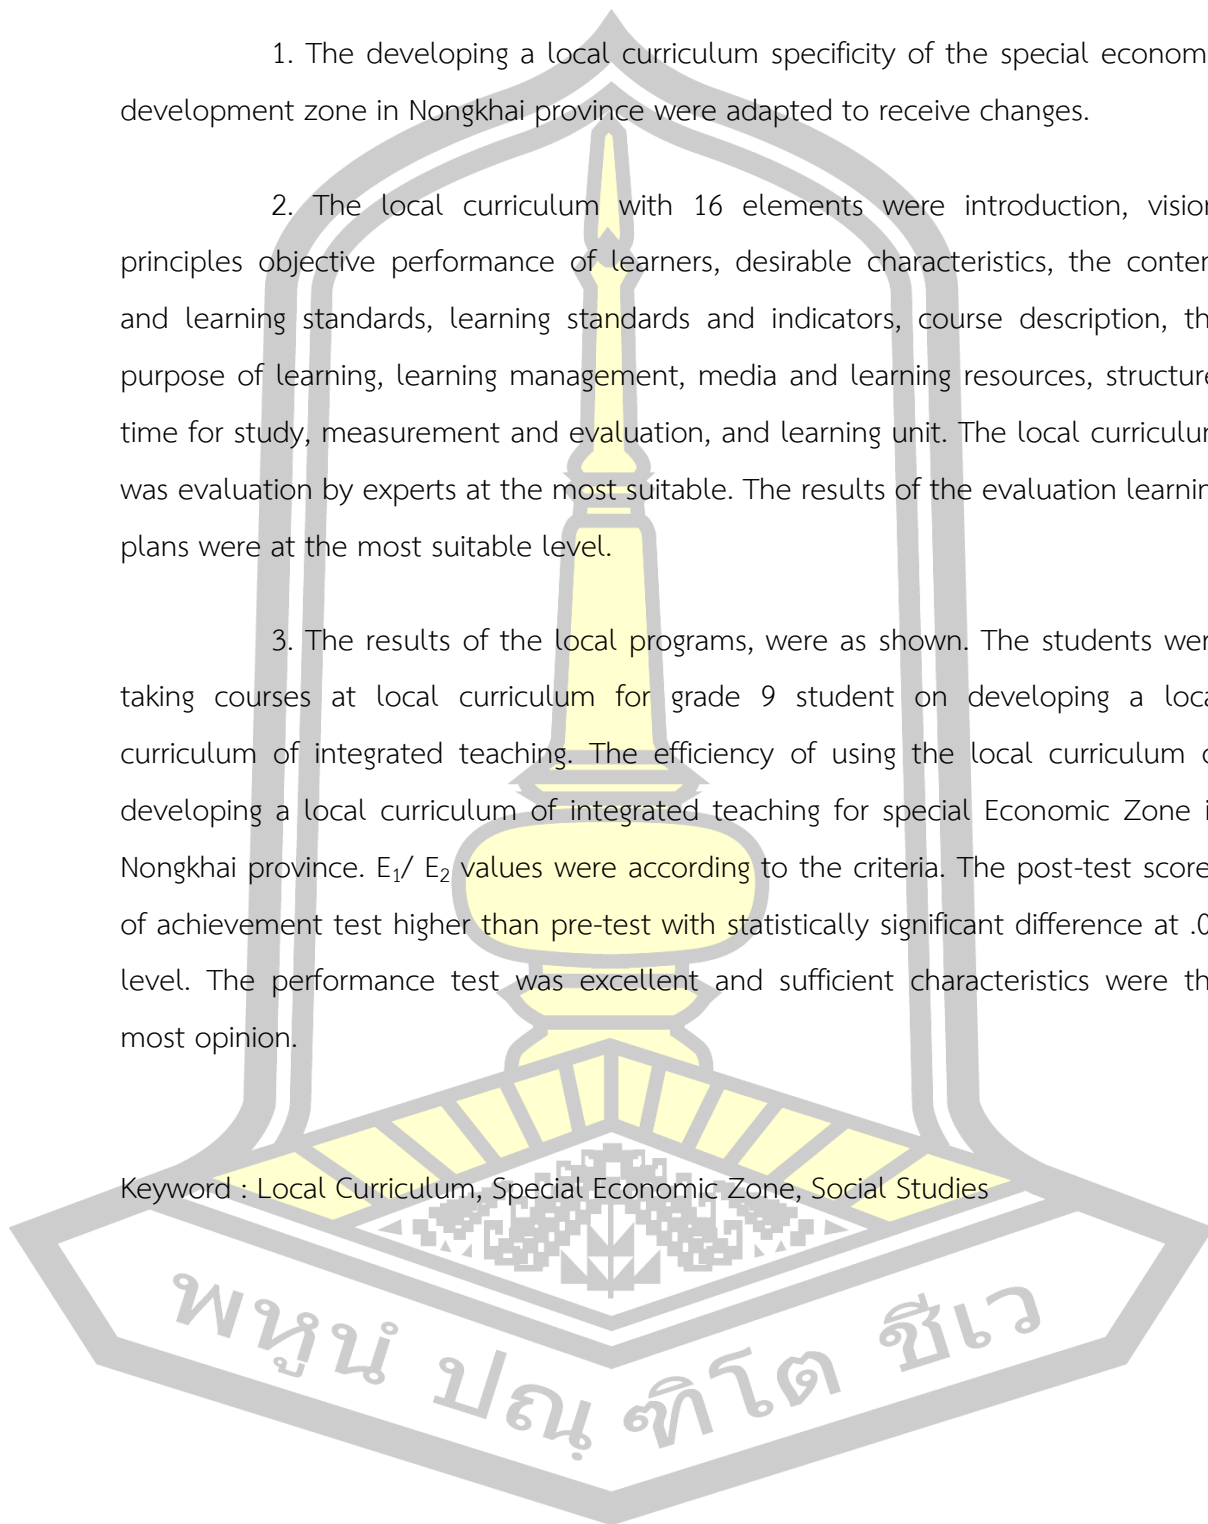 1. The developing a local curriculum specificity of the special econom
development zone in Nongkhai province were adapted to receive changes.
2. The local curriculum with 16 elements were introduction, vision
principles objective performance of learners, desirable characteristics, the conten
and learning standards, learning standards and indicators, course description, th
purpose of learning, learning management, media and learning resources, structure
time for study, measurement and evaluation, and learning unit. The local curriculum
was evaluation by experts at the most suitable. The results of the evaluation learnin
plans were at the most suitable level.
3. The results of the local programs, were as shown. The students wer
taking courses at local curriculum for grade 9 student on developing a loca
curriculum of integrated teaching. The efficiency of using the local curriculum o
developing a local curriculum of integrated teaching for special Economic Zone i
Nongkhai province. E₁/ E₂ values were according to the criteria. The post-test score
of achievement test higher than pre-test with statistically significant difference at .0
level. The performance test was excellent and sufficient characteristics were th
most opinion.
Keyword : Local Curriculum, Special Economic Zone, Social Studies
พหูนํ ปณฺ ฑิโต ชีเว